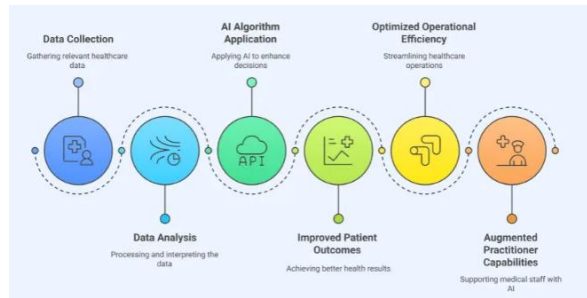 Data Collection
Gathering relevant healthcare
data
AI Algorithm
Application
Applying AI to enhance
decisions
Optimized Operational
Efficiency
Streamlining healthcare
operations
API
Data Analysis
Processing and interpreting the
data
Improved Patient
Outcomes
Achieving better health results
Augmented
Practitioner
Capabilities
Supporting medical staff with
AI